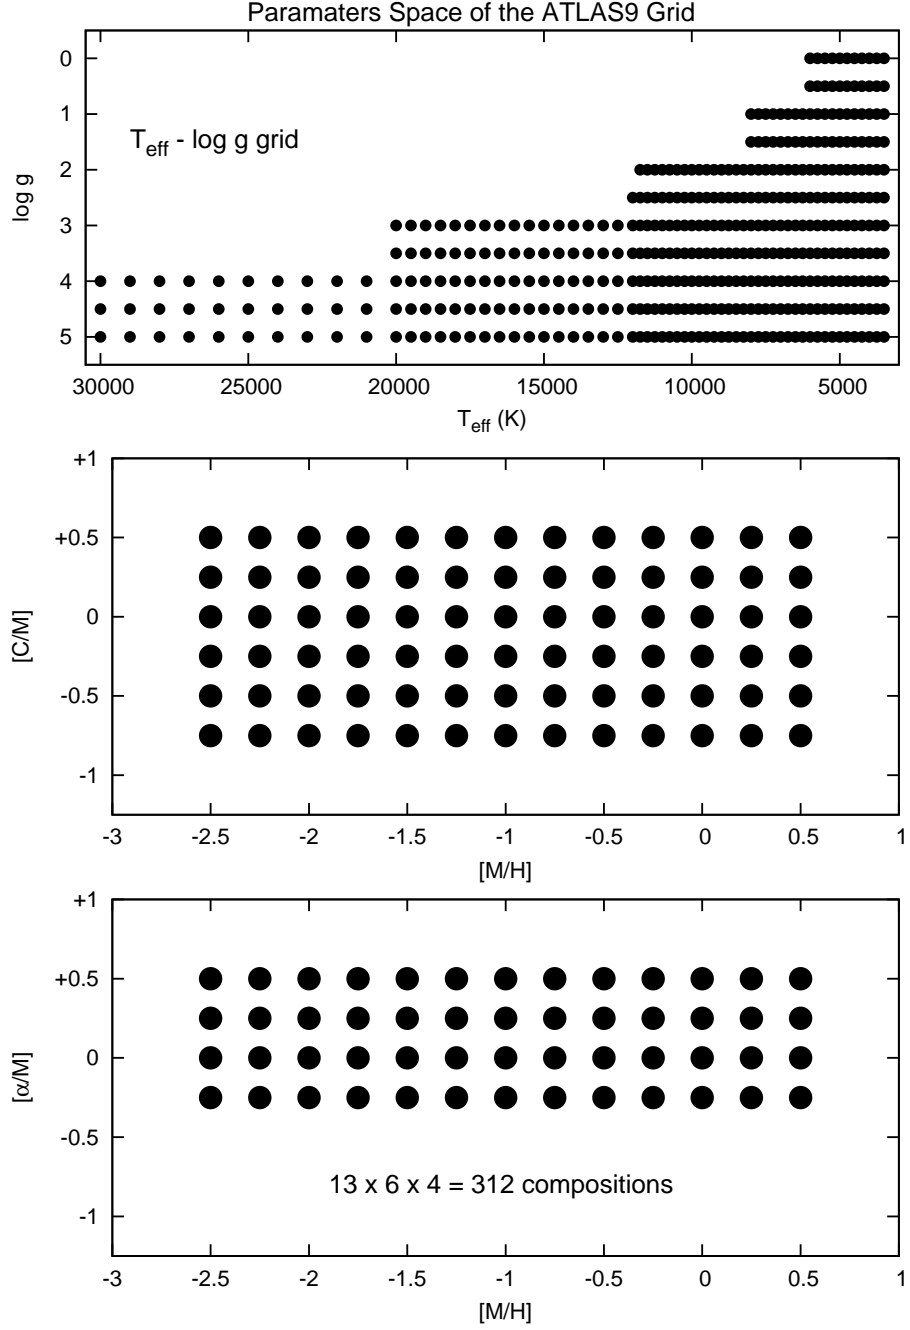 Paramaters Space of the ATLAS9 Grid
0
1
2
3
4
5
log g
Teff - log g grid
30000 25000 20000 15000 10000 5000
Teff (K)
+1
+0.5
0
-0.5
-1
[C/M]
-3 -2.5 -2 -1.5 -1 -0.5 0 0.5 1
[M/H]
+1
+0.5
0
-0.5
-1
[α/M]
13 x 6 x 4 = 312 compositions
-3 -2.5 -2 -1.5 -1 -0.5 0 0.5 1
[M/H]